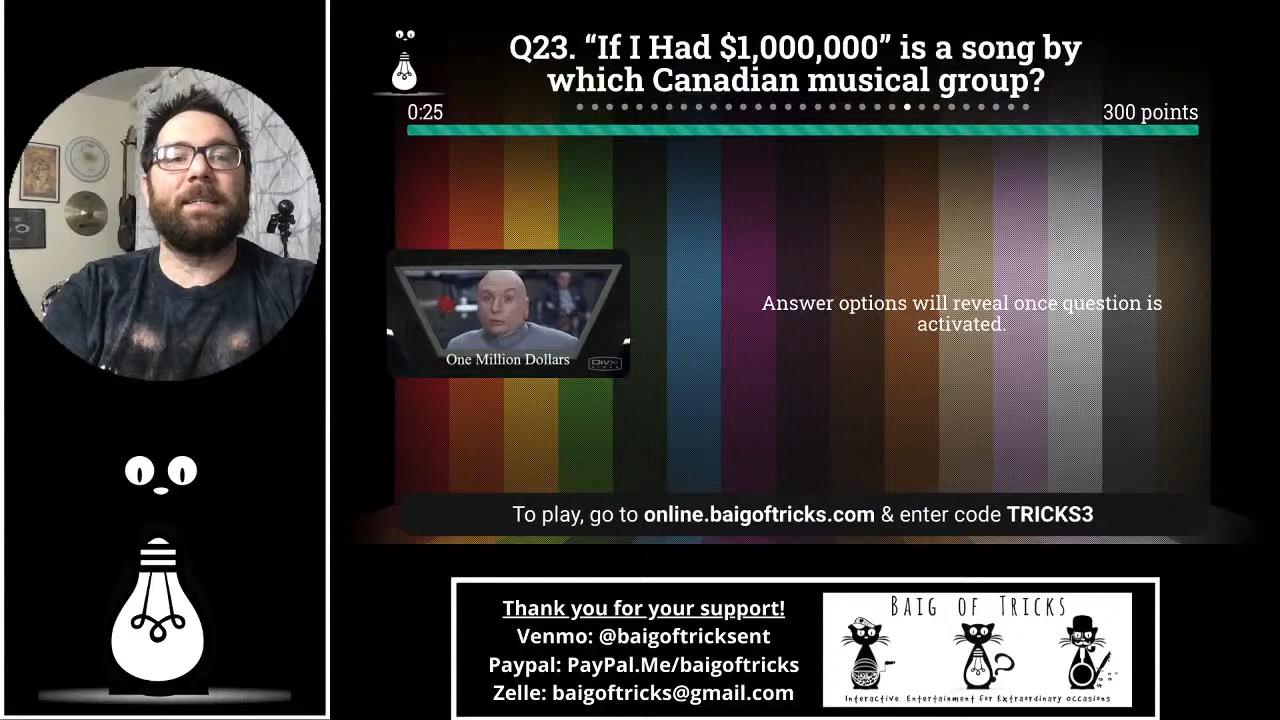 Q23. “If I Had $1,000,000” is a song by
which Canadian musical group?
0:25
300 points
One Million Dollars
DivX
Answer options will reveal once question is
activated.
To play, go to online.baigoftricks.com & enter code TRICKS3
Thank you for your support!
Venmo: @baigoftricksent
Paypal: PayPal.Me/baigoftricks
Zelle: baigoftricks@gmail.com
BAIG OF TRICKS
Interactive Entertainment for Extraordinary occasions